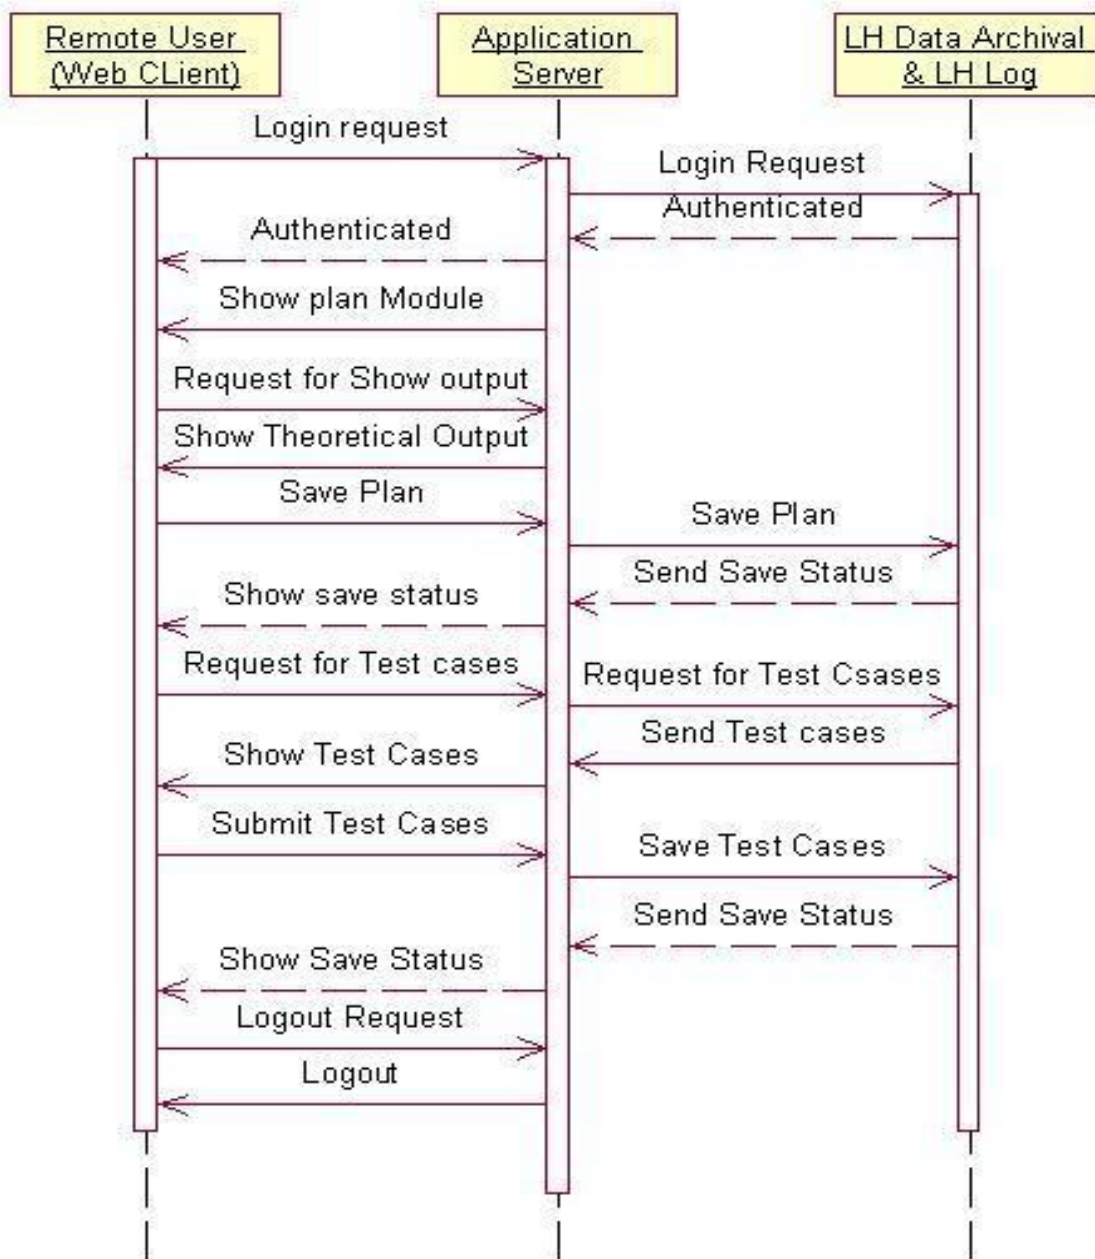 Remote User
(Web CLient)
Application
Server
LH Data Archival
& LH Log
Login request
Login Request
Authenticated
Authenticated
Show plan Module
Request for Show output
Show Theoretical Output
Save Plan
Save Plan
Send Save Status
Show save status
Request for Test cases
Request for Test Csases
Send Test cases
Show Test Cases
Submit Test Cases
Save Test Cases
Send Save Status
Show Save Status
Logout Request
Logout